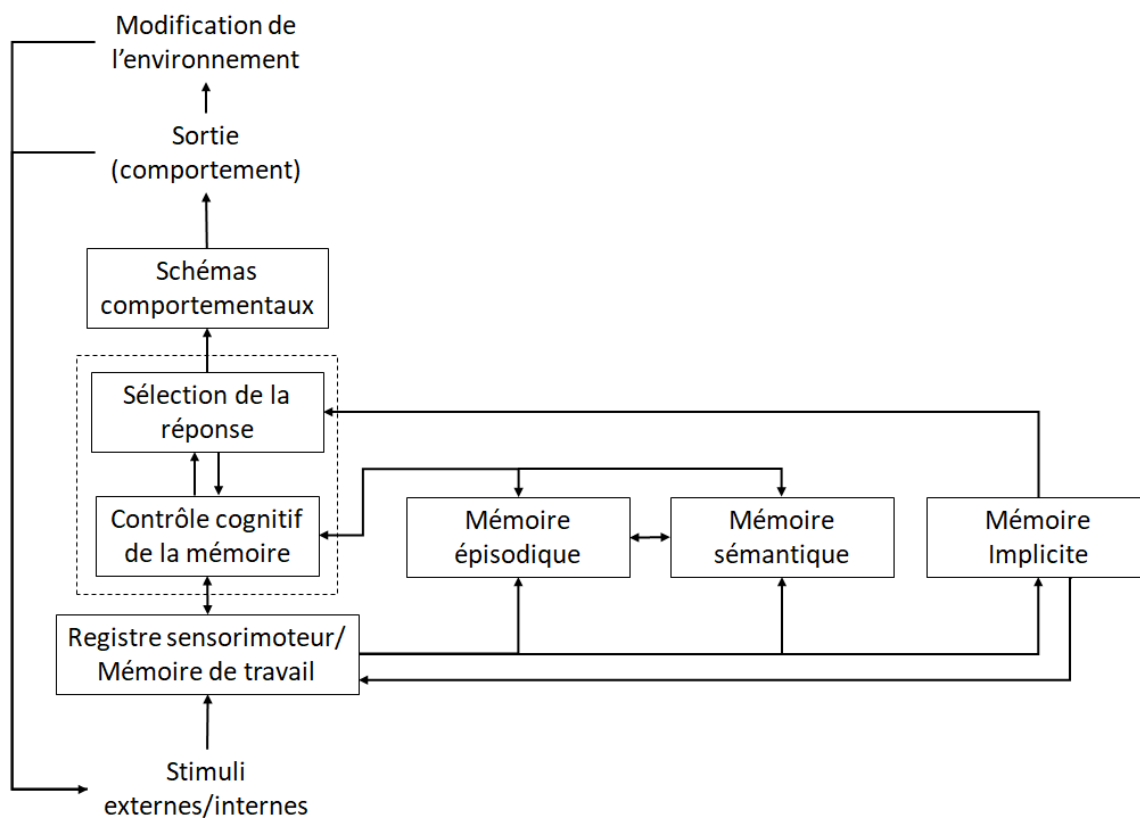 Modification de
l’environnement
Sortie
(comportement)
Schémas
comportementaux
Sélection de la
réponse
Contrôle cognitif
de la mémoire
Mémoire
épisodique
Mémoire
sémantique
Mémoire
Implicite
Registre sensorimoteur/
Mémoire de travail
Stimuli
externes/internes